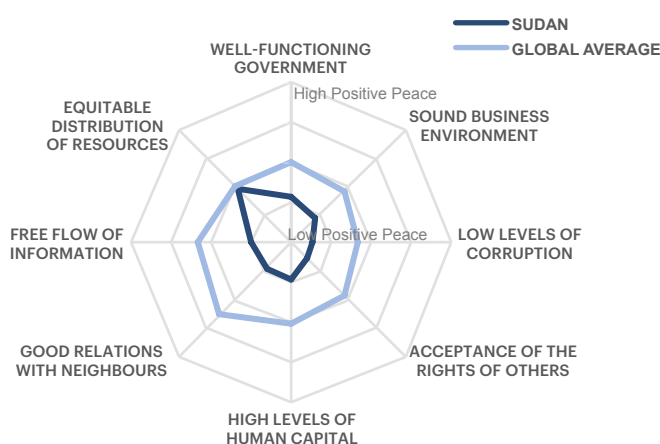 SUDAN
GLOBAL AVERAGE
WELL-FUNCTIONING
GOVERNMENT
High Positive Peace
EQUITABLE
DISTRIBUTION
OF RESOURCES
SOUND BUSINESS
ENVIRONMENT
FREE FLOW OF
INFORMATION
Low Positive Peace
LOW LEVELS OF
CORRUPTION
GOOD RELATIONS
WITH NEIGHBOURS
ACCEPTANCE OF THE
RIGHTS OF OTHERS
HIGH LEVELS OF
HUMAN CAPITAL